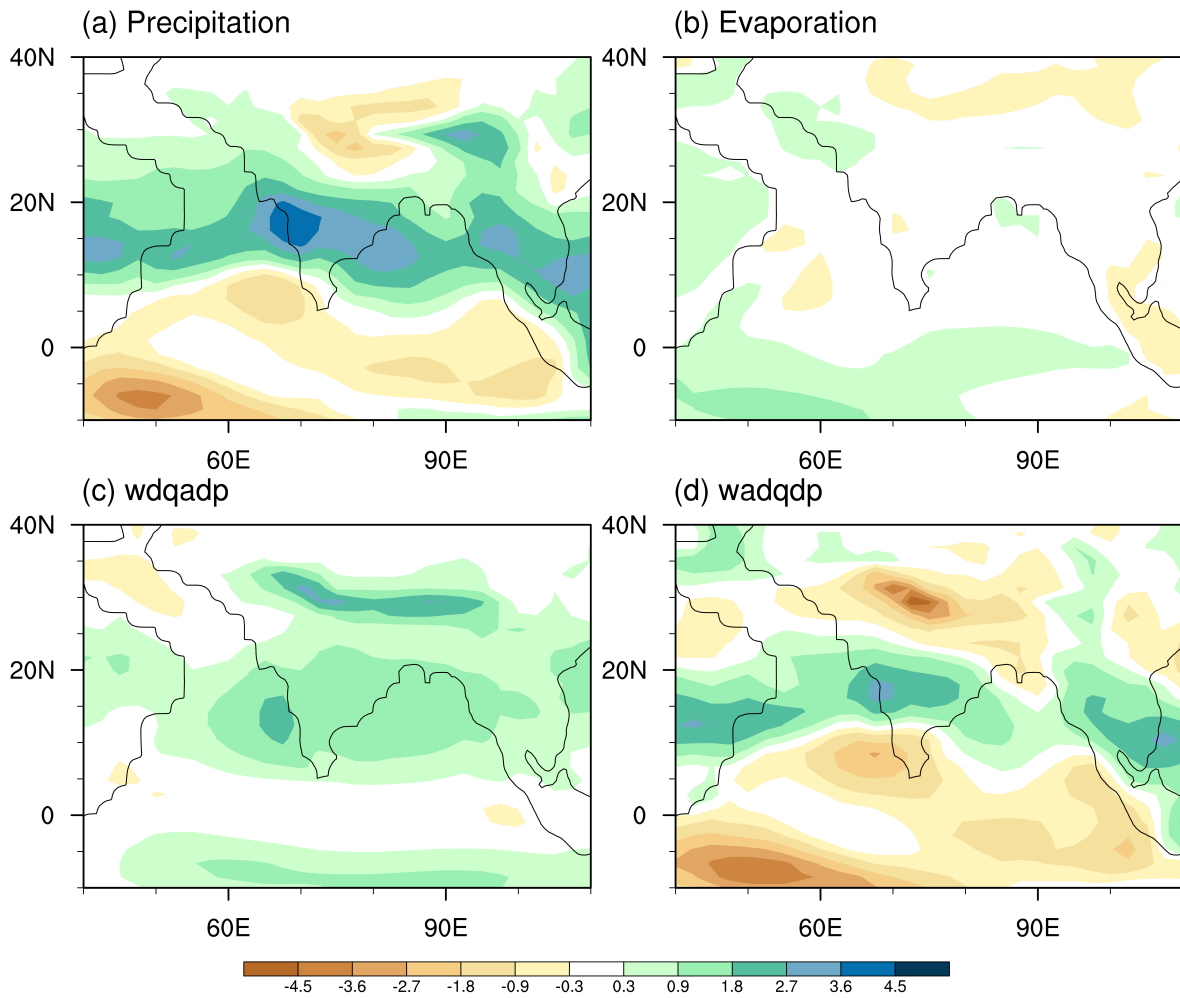 (a) Precipitation
(b) Evaporation
40N
40N
20N
20N
0
0
60E
90E
60E
90E
(c) wdqadp
(d) wadqdp
40N
40N
20N
20N
0
0
60E
90E
60E
90E
-4.5 -3.6 -2.7 -1.8 -0.9 -0.3 0.3 0.9 1.8 2.7 3.6 4.5